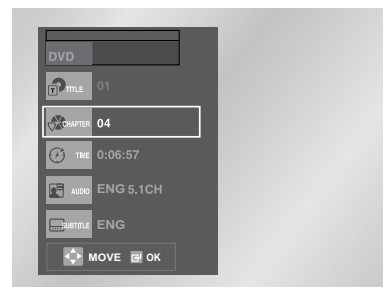 DVD
T TITLE 01
CHAPTER 04
TIME 0:06:57
AUDIO ENG 5.1CH
SUBTITLE ENG
MOVE OK